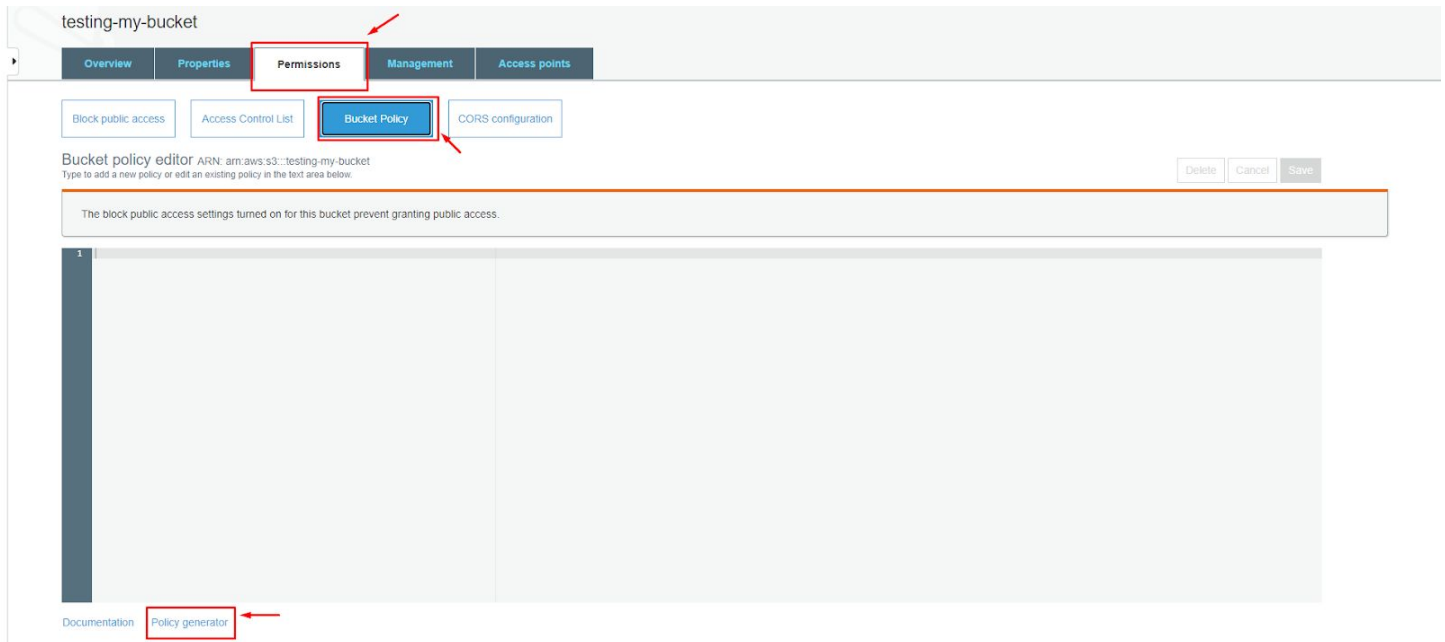 testing-my-bucket
Overview Properties Permissions Management Access points
Block public access Access Control List Bucket Policy CORS configuration
Bucket policy editor ARN: arn:aws:s3:::testing-my-bucket
Type to add a new policy or edit an existing policy in the text area below.
Delete Cancel Save
The block public access settings turned on for this bucket prevent granting public access.
1
Documentation Policy generator